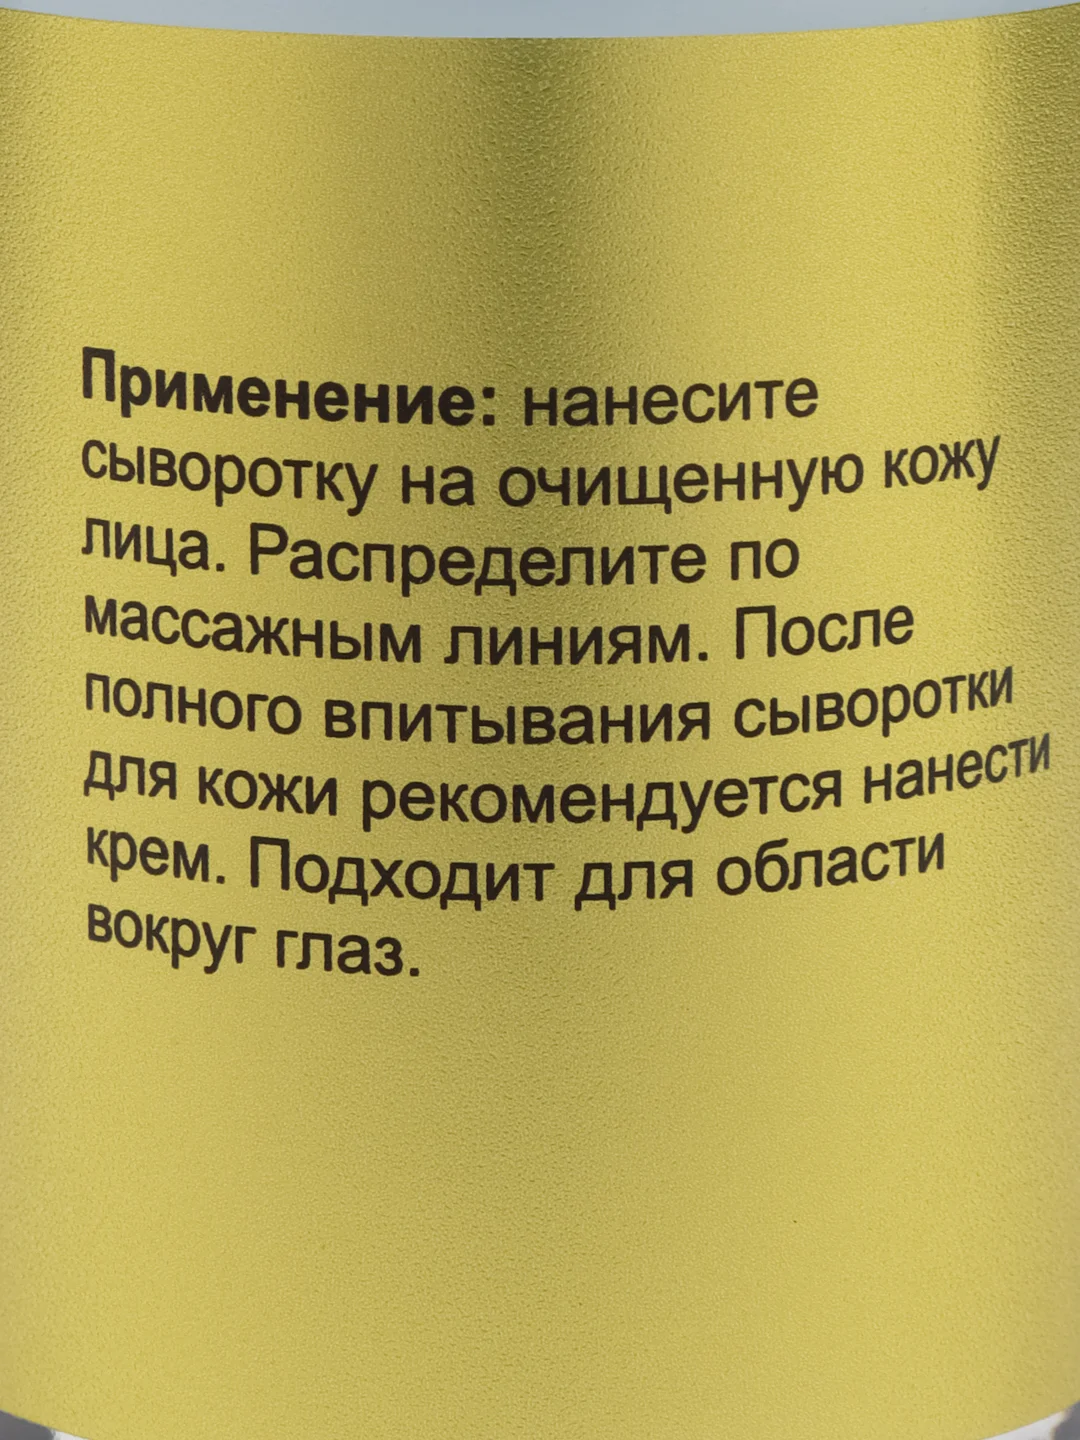 Применение: нанесите
сыворотку на очищенную кожу
лица. Распределите по
массажным линиям. После
полного впитывания сыворотки
для кожи рекомендуется нанести
крем. Подходит для области
вокруг глаз.